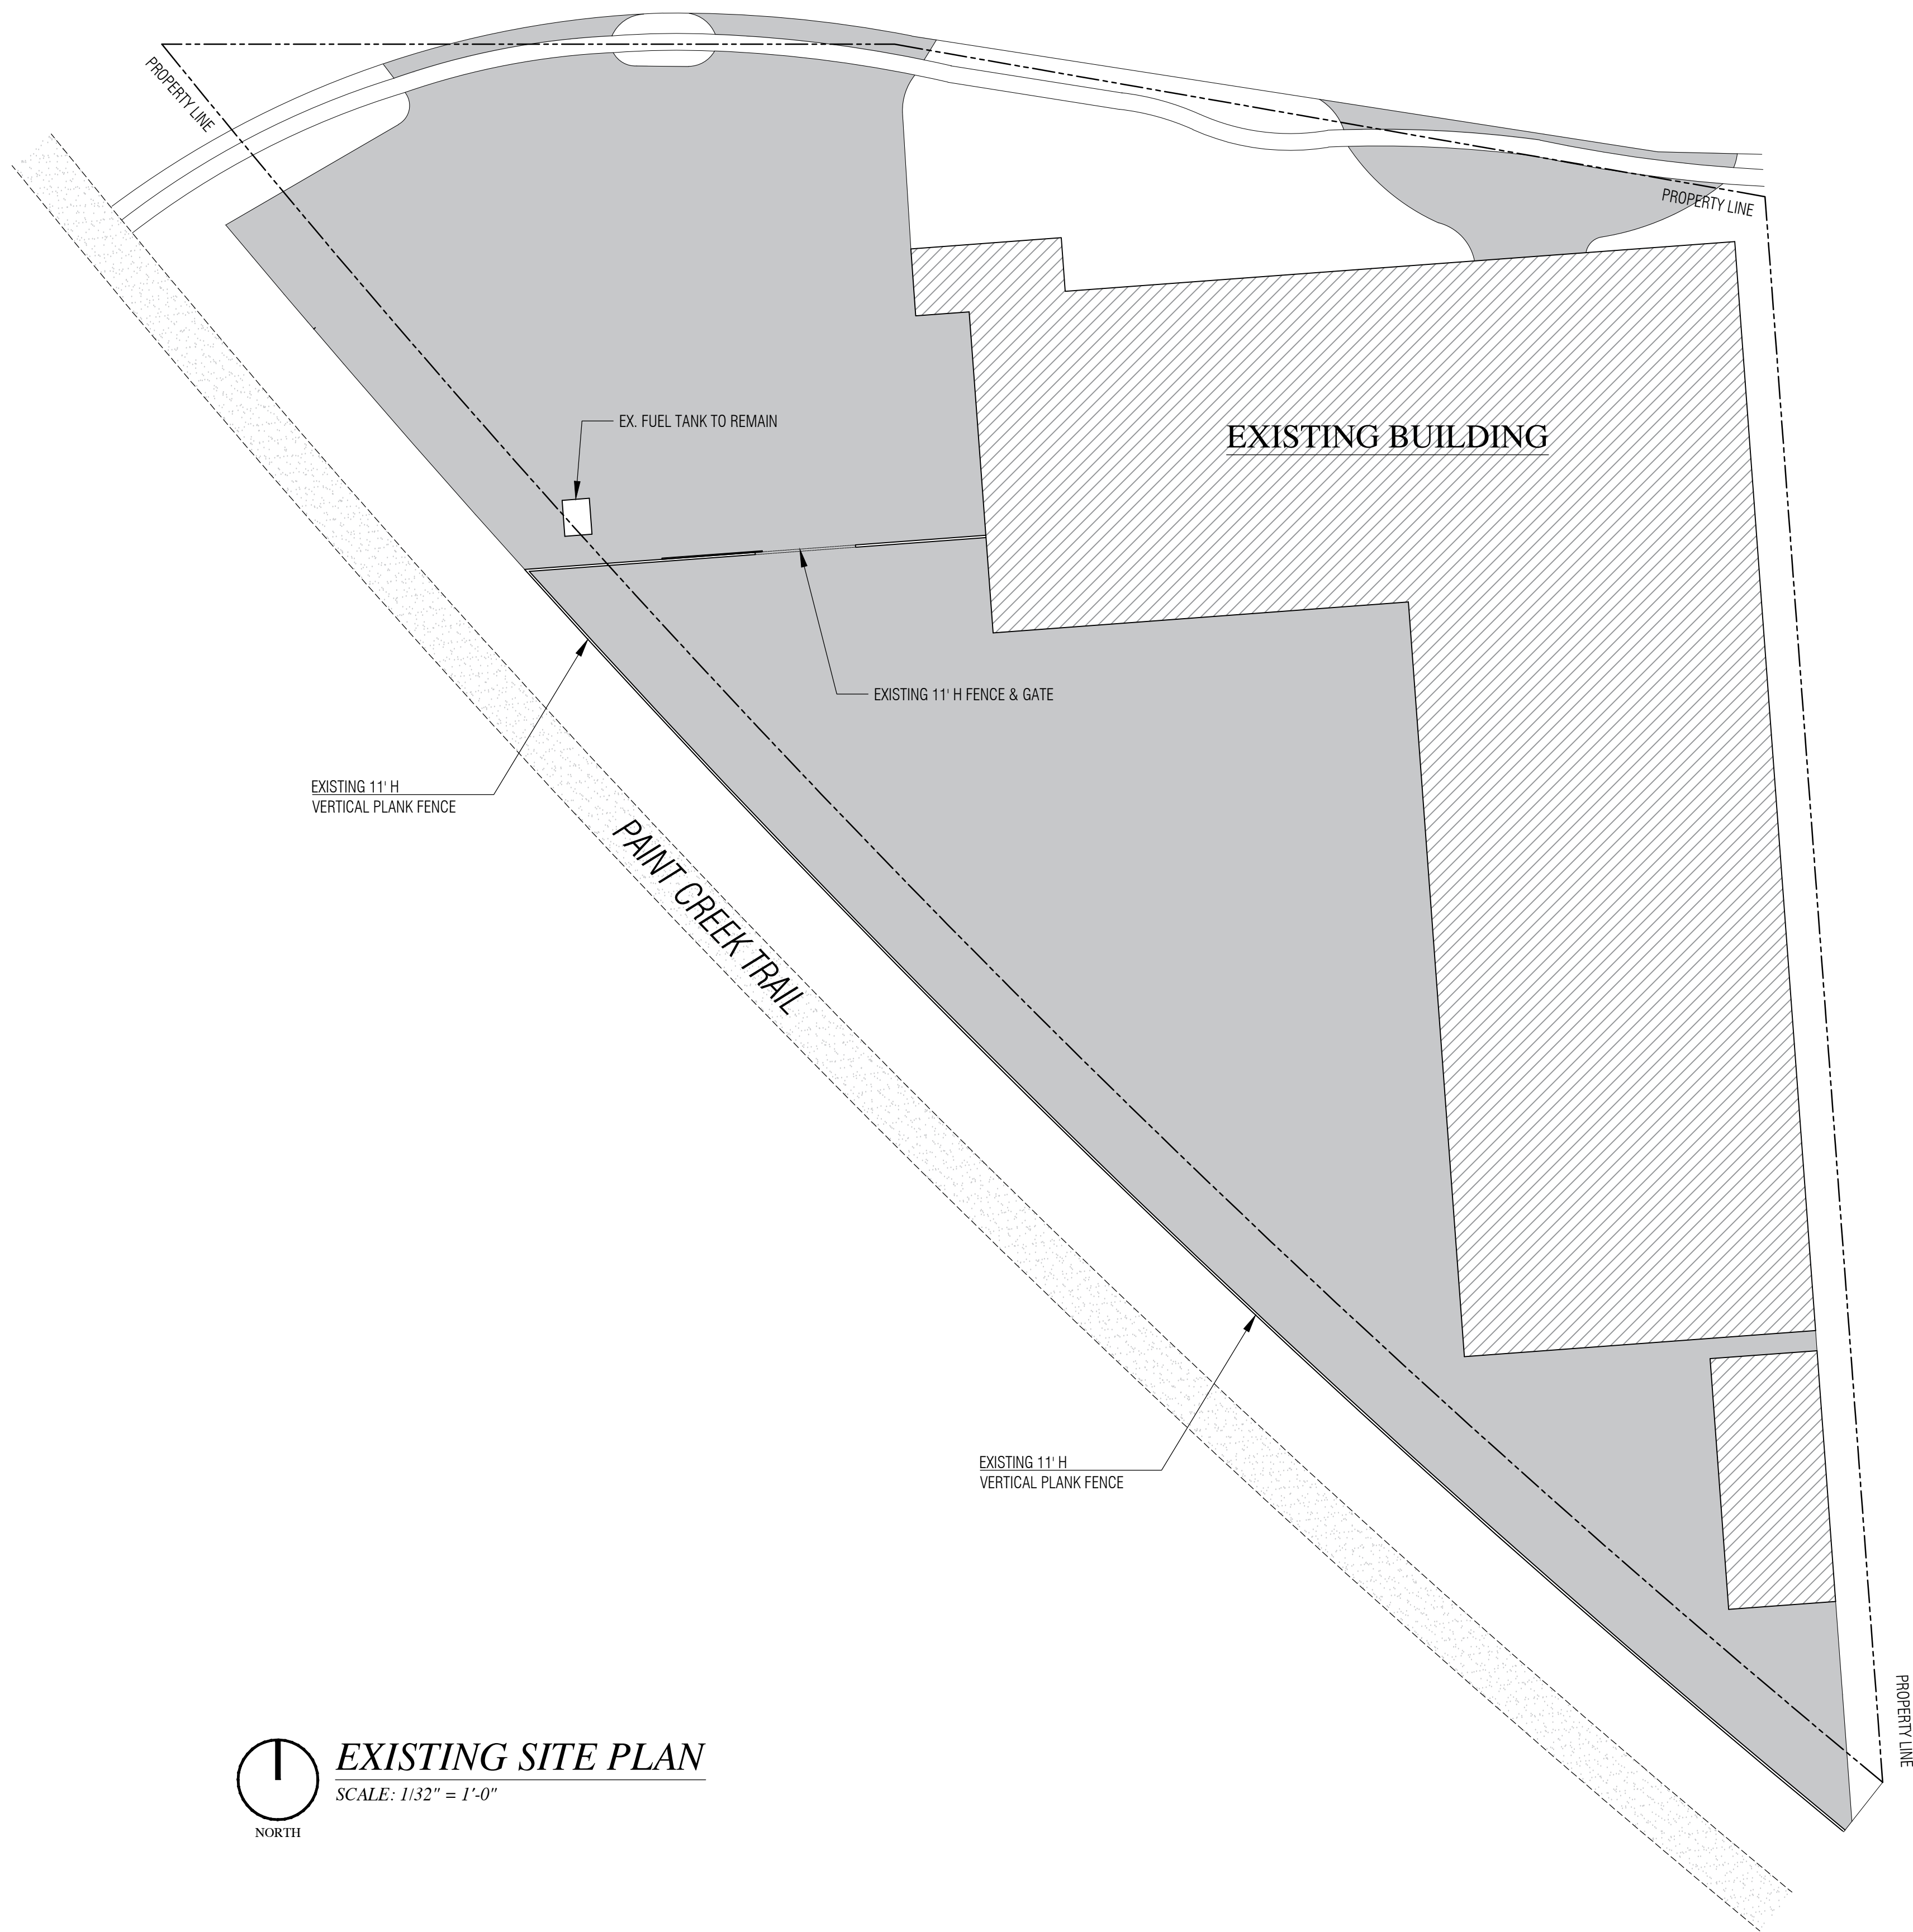 PROPERTY LINE
PROPERTY LINE
EX. FUEL TANK TO REMAIN
EXISTING BUILDING
EXISTING 11' H FENCE & GATE
EXISTING 11' H
VERTICAL PLANK FENCE
PAINT CREEK TRAIL
EXISTING 11' H
VERTICAL PLANK FENCE
PROPERTY LINE
EXISTING SITE PLAN
SCALE: 1/32" = 1'-0"
NORTH